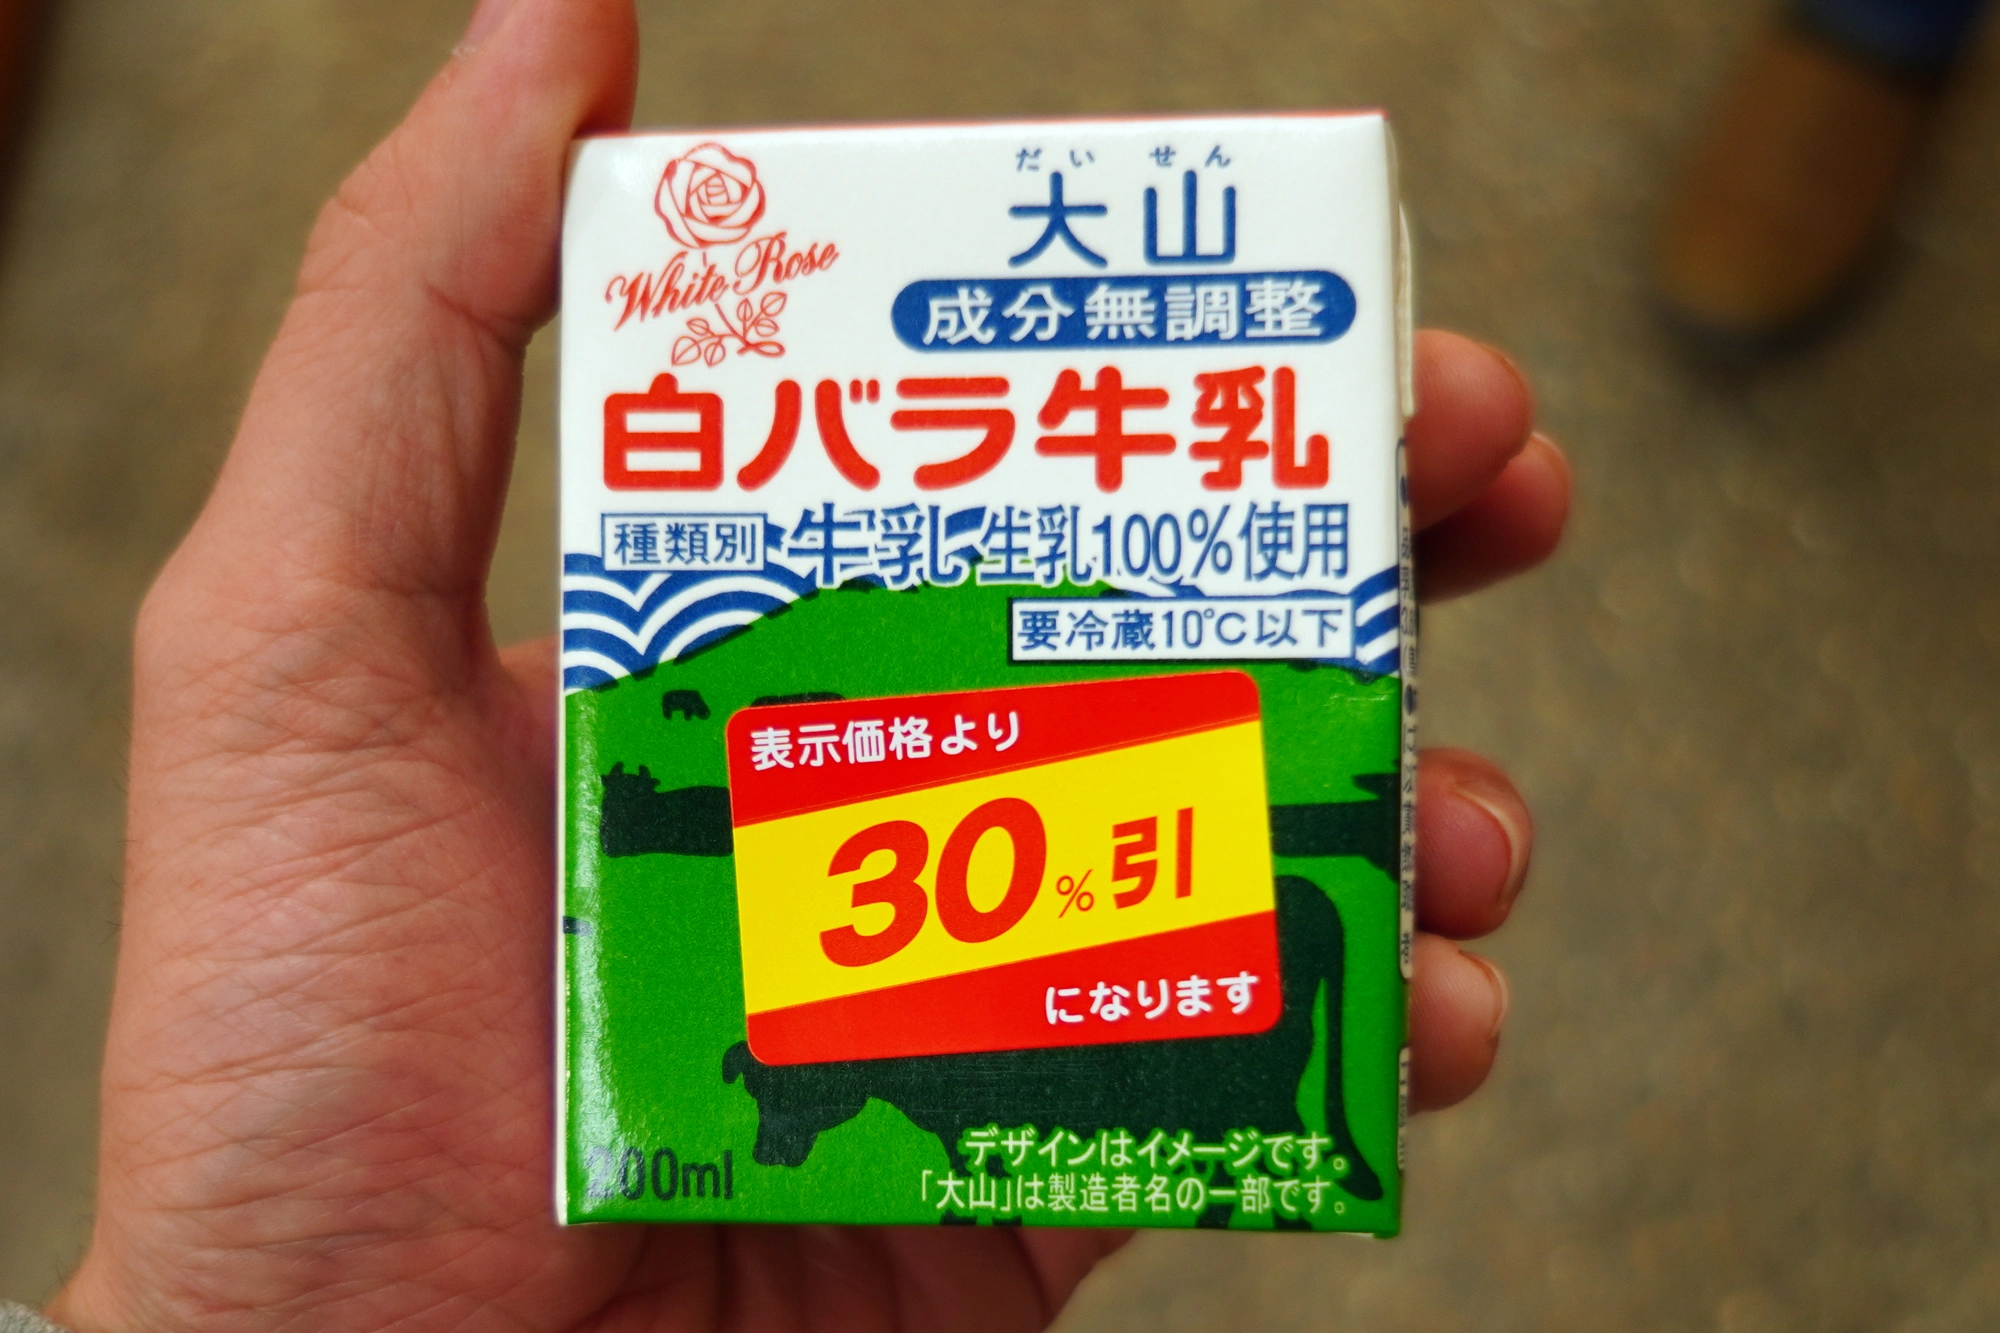 White Rose
だいせん
大山
成分無調整
白バラ牛乳
種類別 牛乳 生乳100%使用
要冷蔵10℃以下
表示価格より
30%引
になります
200ml
デザインはイメージです。
「大山」は製造者名の一部です。